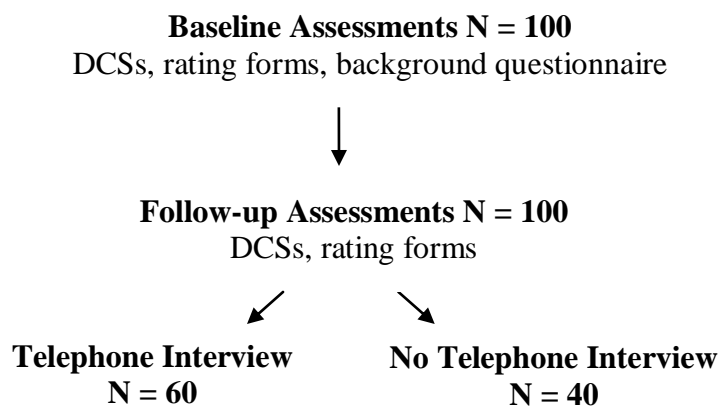 Baseline Assessments N = 100
DCSs, rating forms, background questionnaire
Follow-up Assessments N = 100
DCSs, rating forms
Telephone Interview
N = 60
No Telephone Interview
N = 40